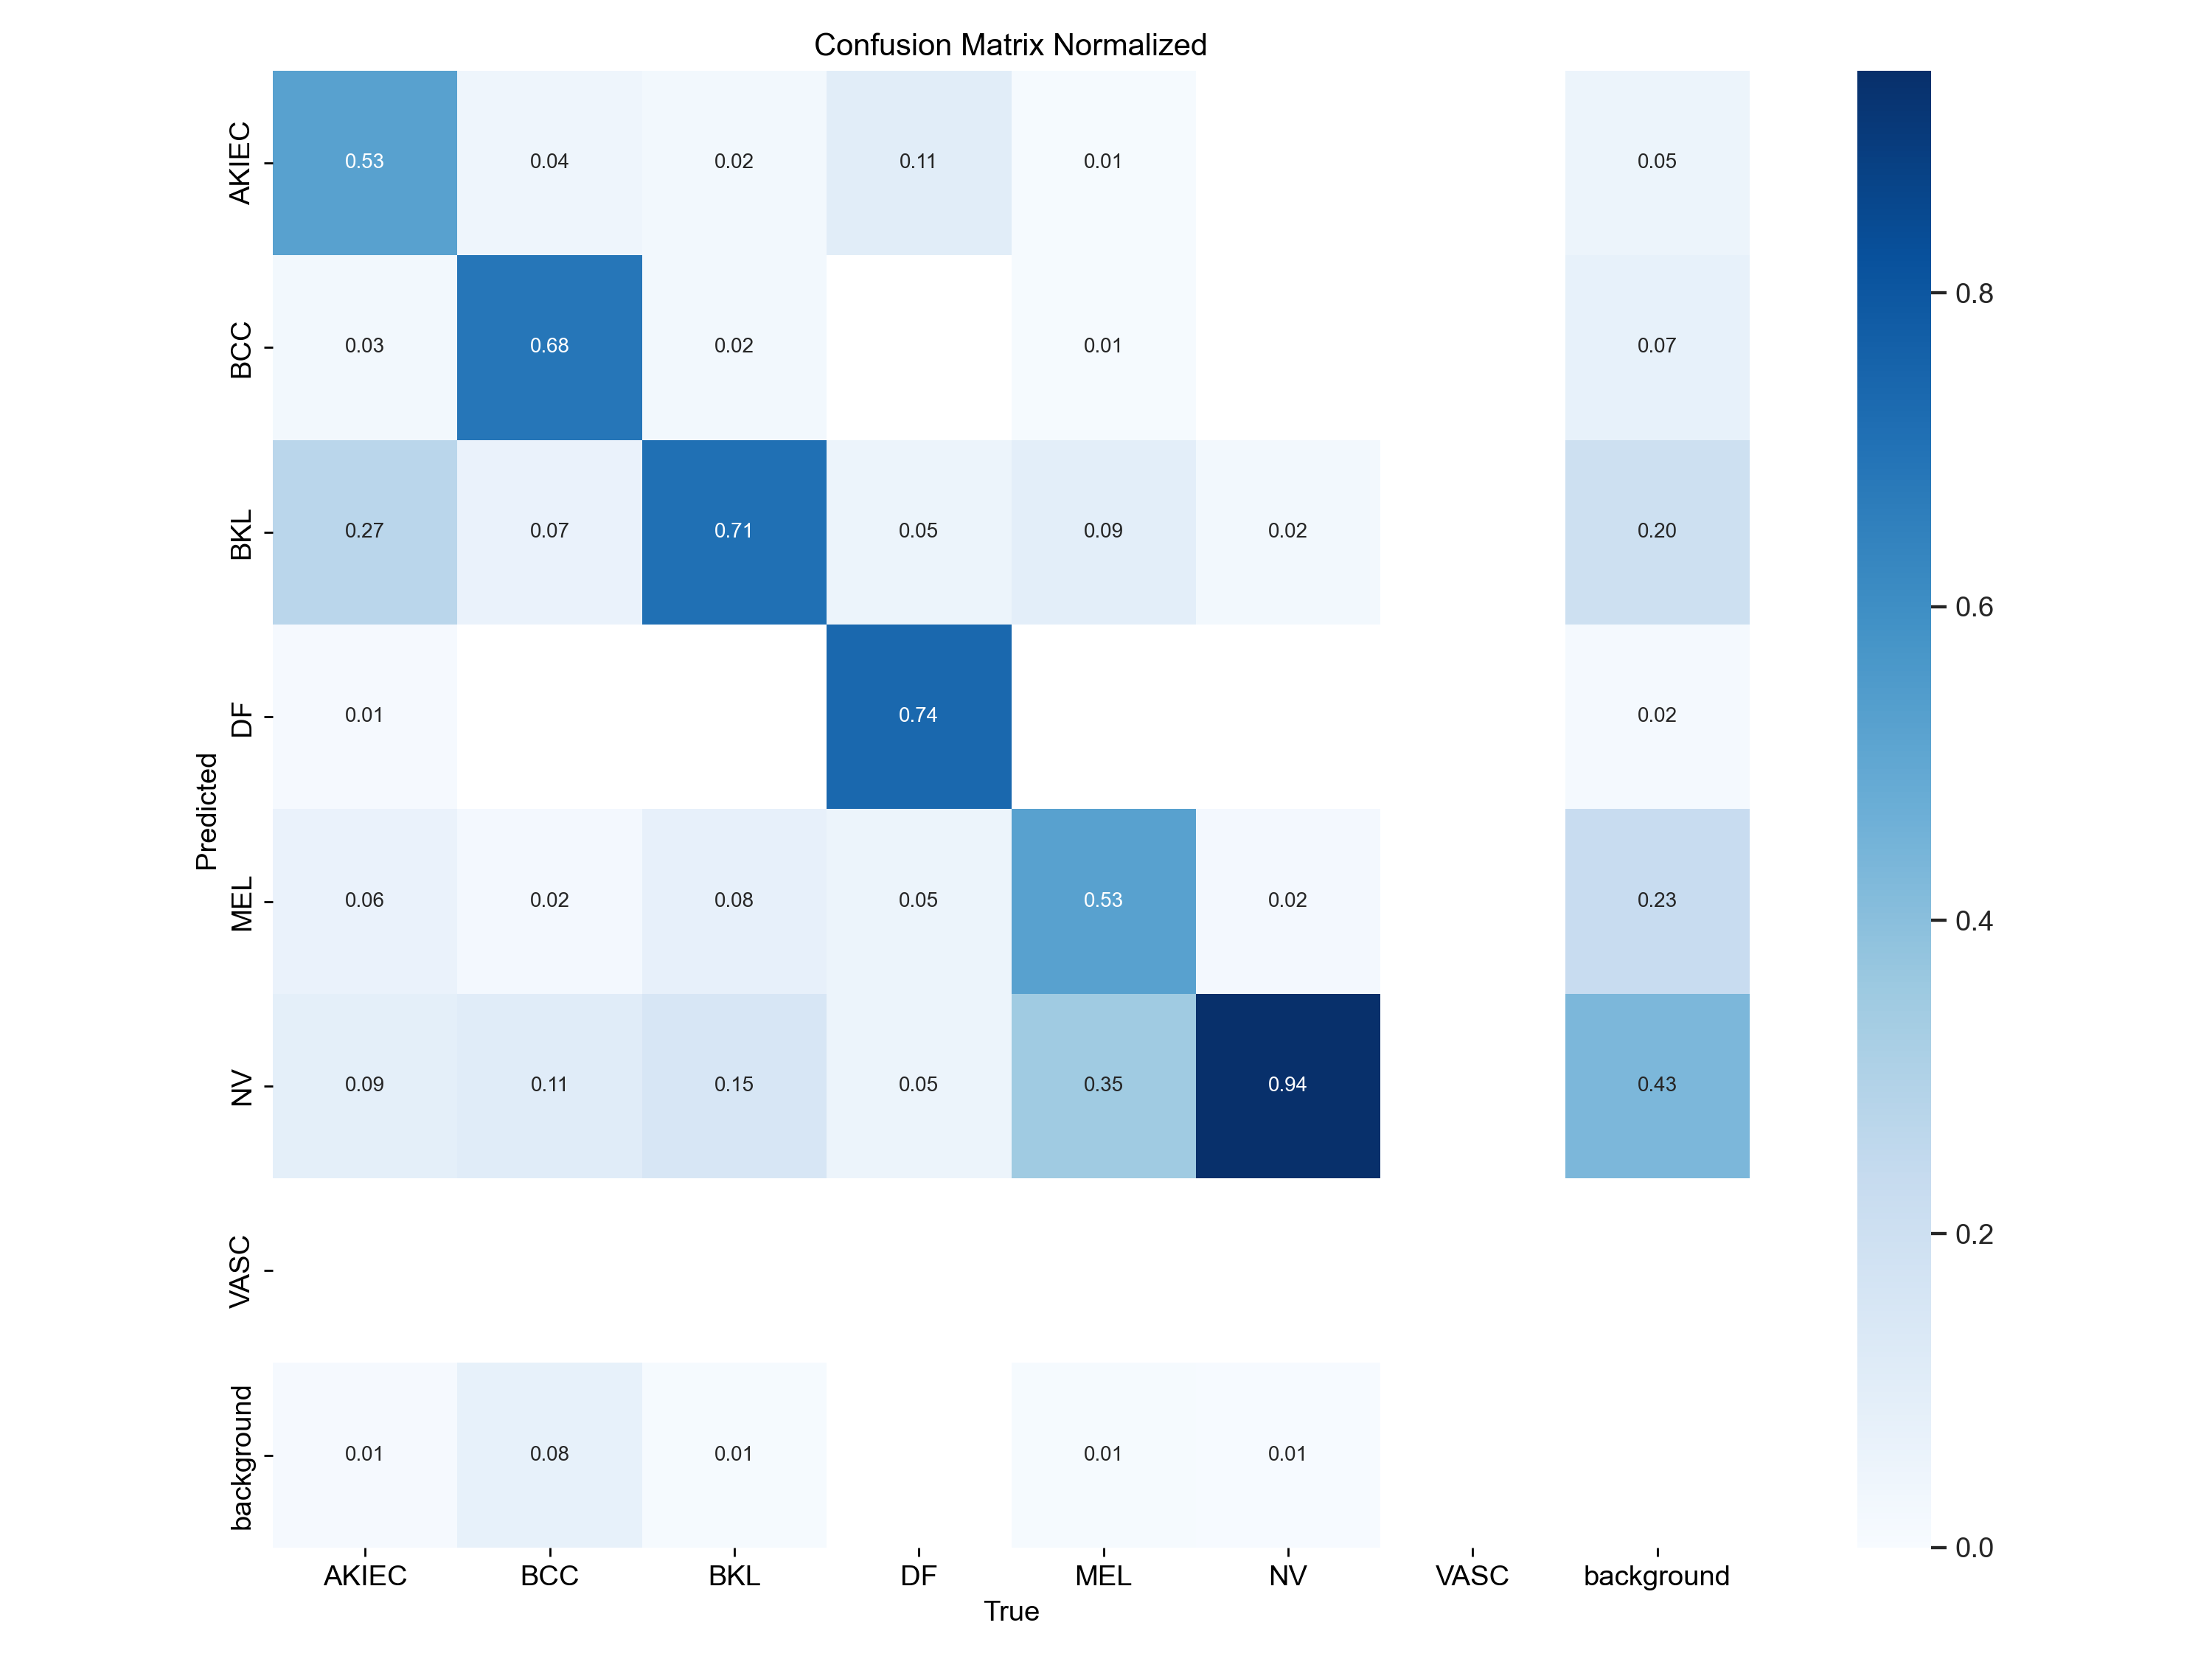 Confusion Matrix Normalized
AKIEC 0.53 0.04 0.02 0.11 0.01 0.05
BCC 0.03 0.68 0.02 0.01 0.07
BKL 0.27 0.07 0.71 0.05 0.09 0.02 0.20
DF 0.01 0.74 0.02
MEL 0.06 0.02 0.08 0.05 0.53 0.02 0.23
NV 0.09 0.11 0.15 0.05 0.35 0.94 0.43
VASC
background 0.01 0.08 0.01 0.01 0.01
Predicted
AKIEC BCC BKL DF MEL NV VASC background
True
0.8
0.6
0.4
0.2
0.0